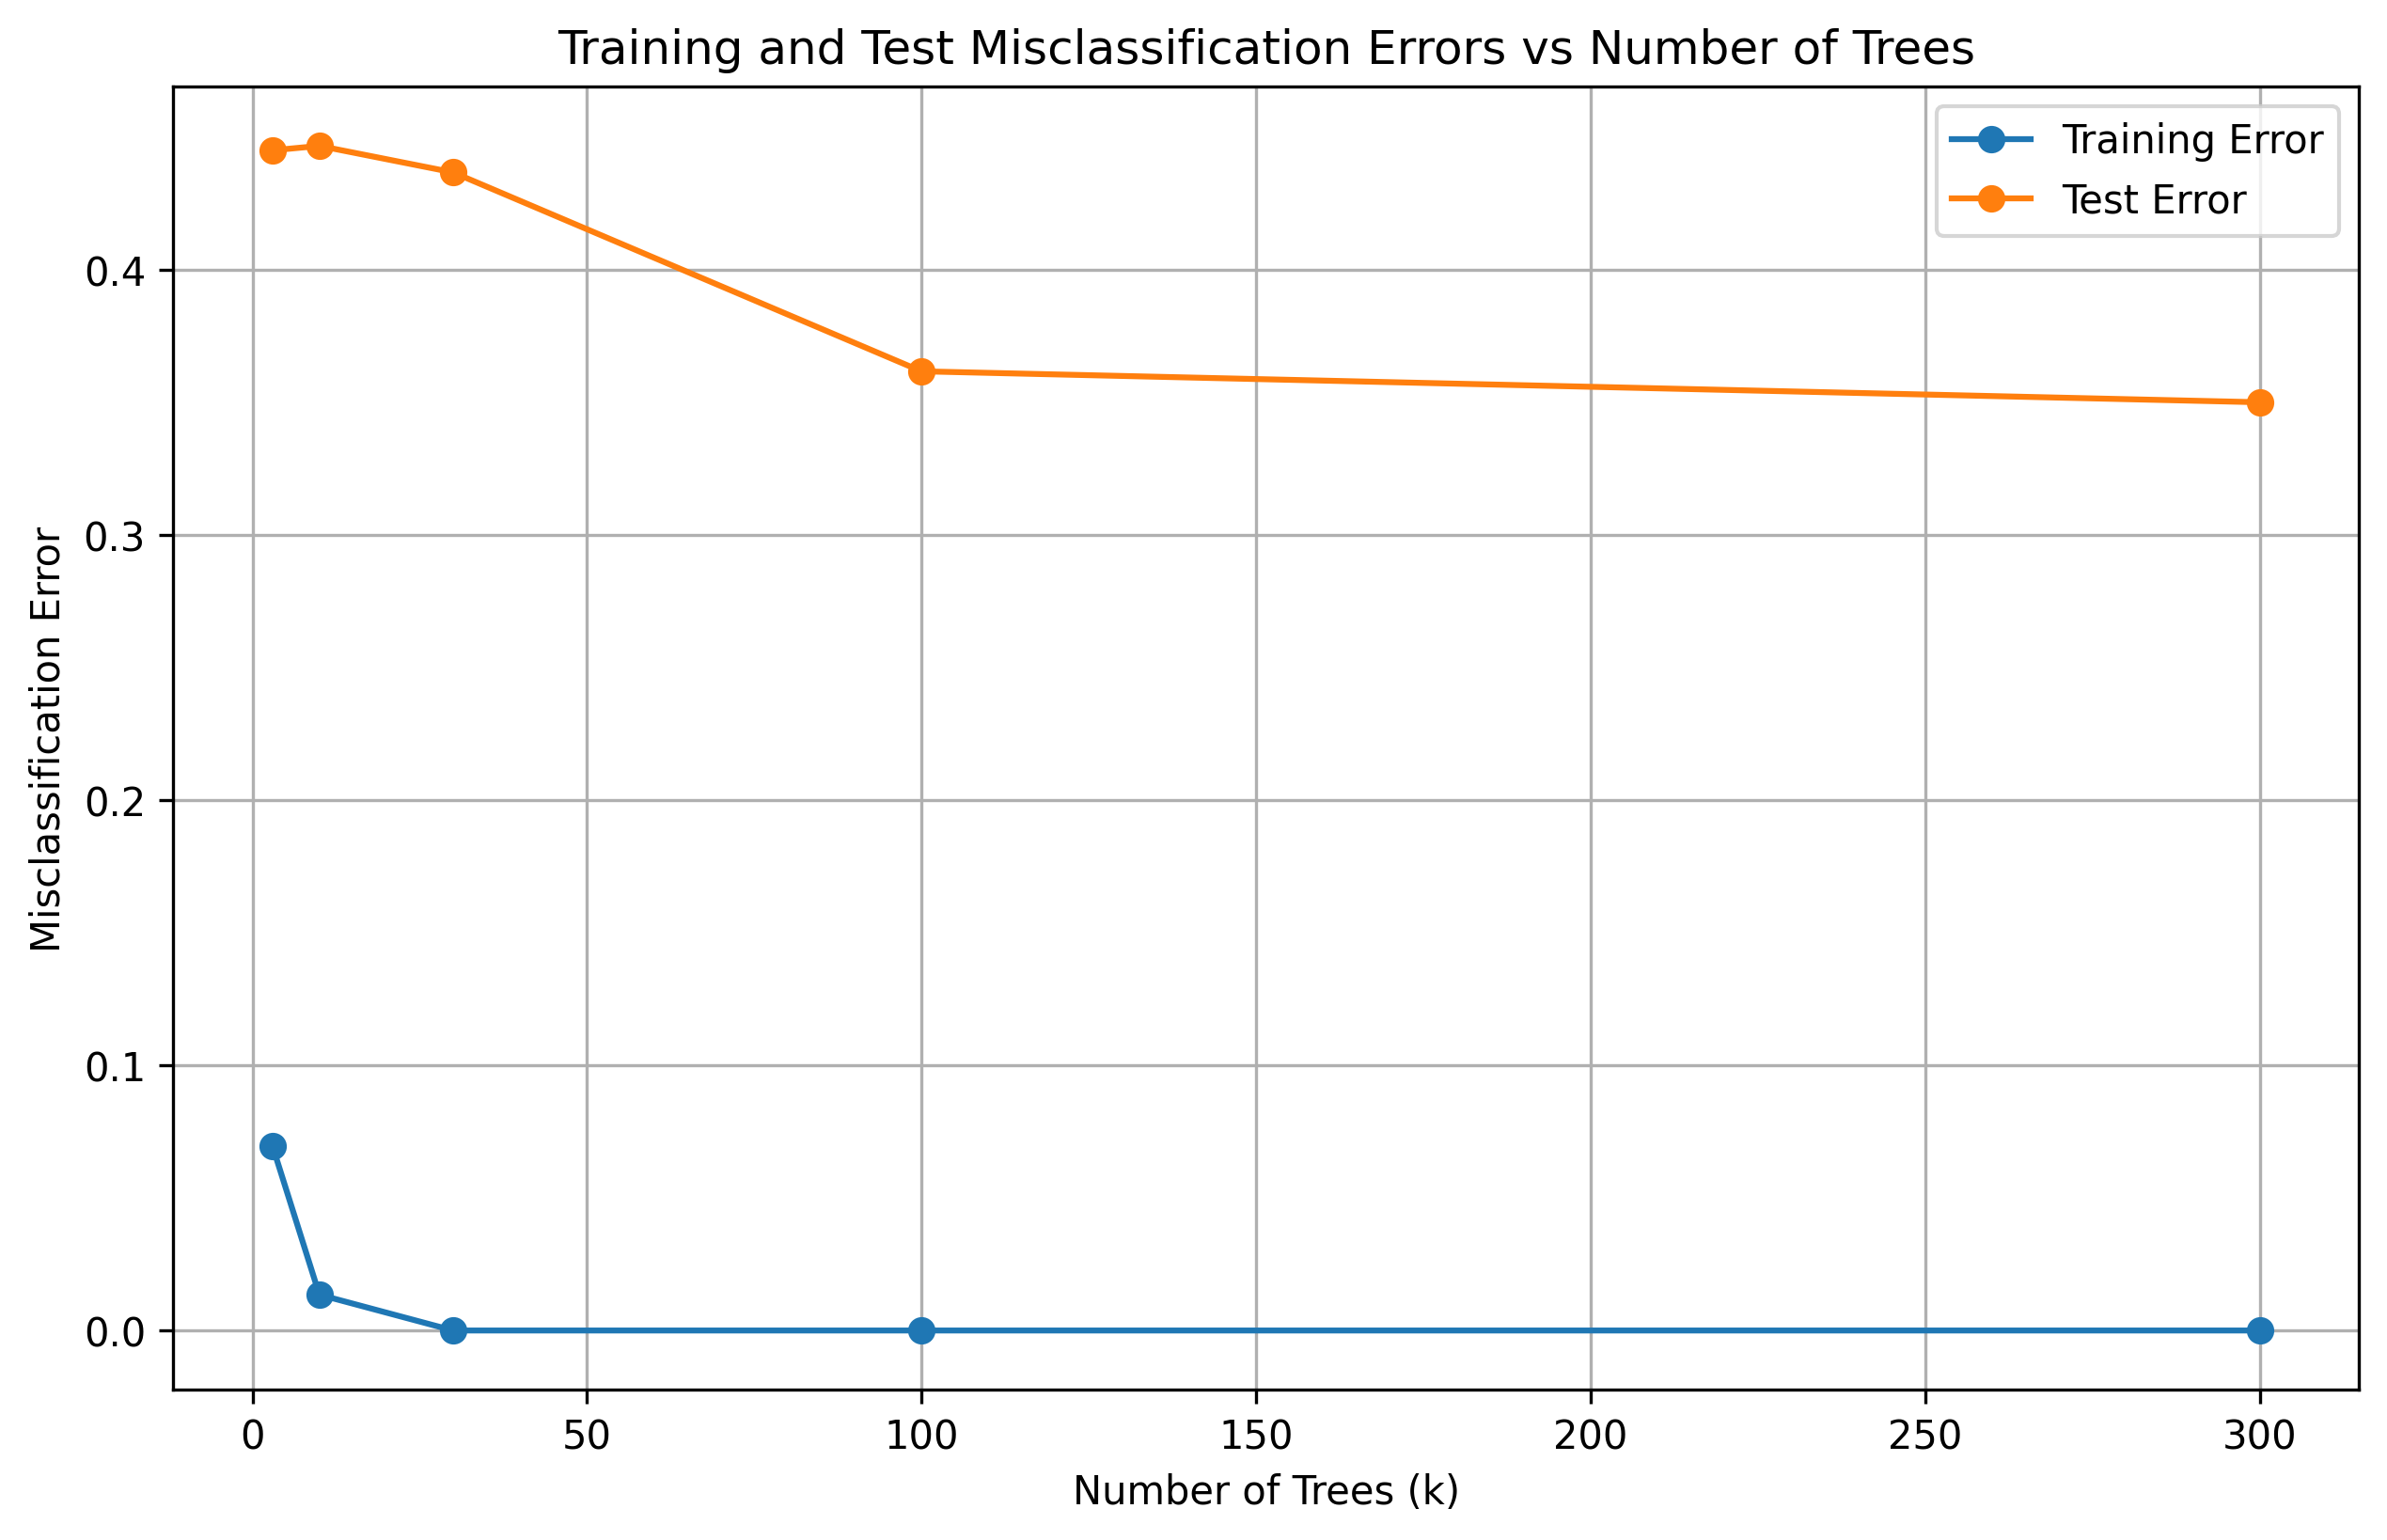 Training and Test Misclassification Errors vs Number of Trees
Training Error
Test Error
Misclassification Error
0.4
0.3
0.2
0.1
0.0
0 50 100 150 200 250 300
Number of Trees (k)